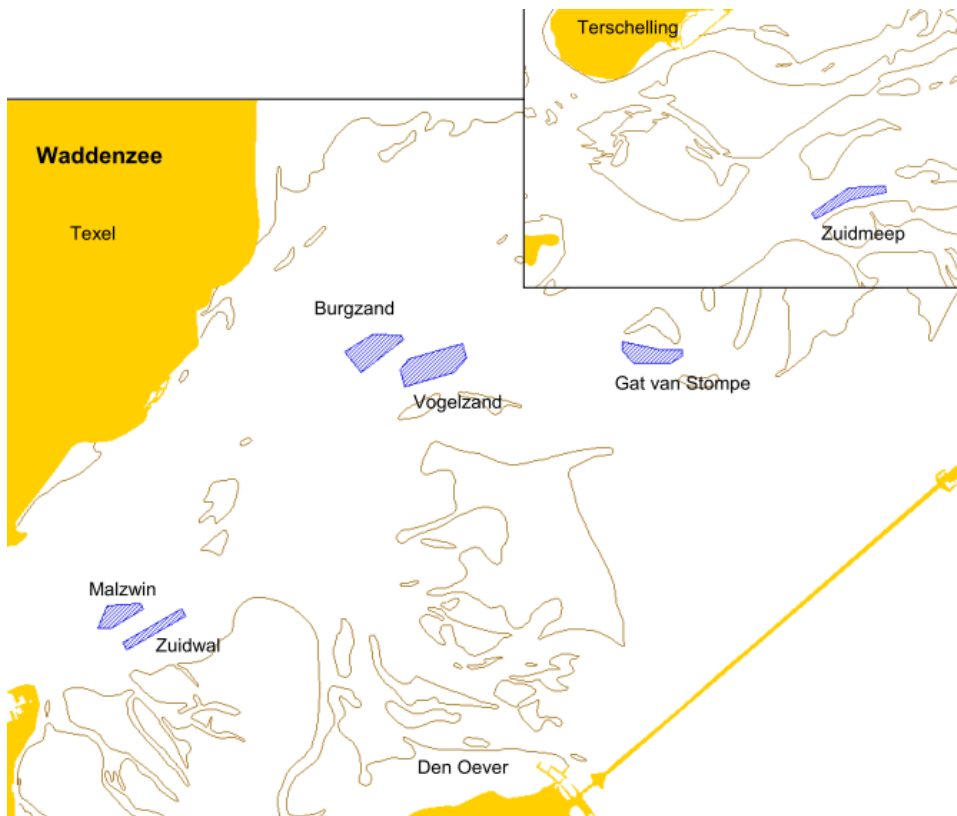 Terschelling
Waddenzee
Texel
Zuidmeep
Burgzand
Gat van Stompe
Vogelzand
Malzwin
Zuidwal
Den Oever